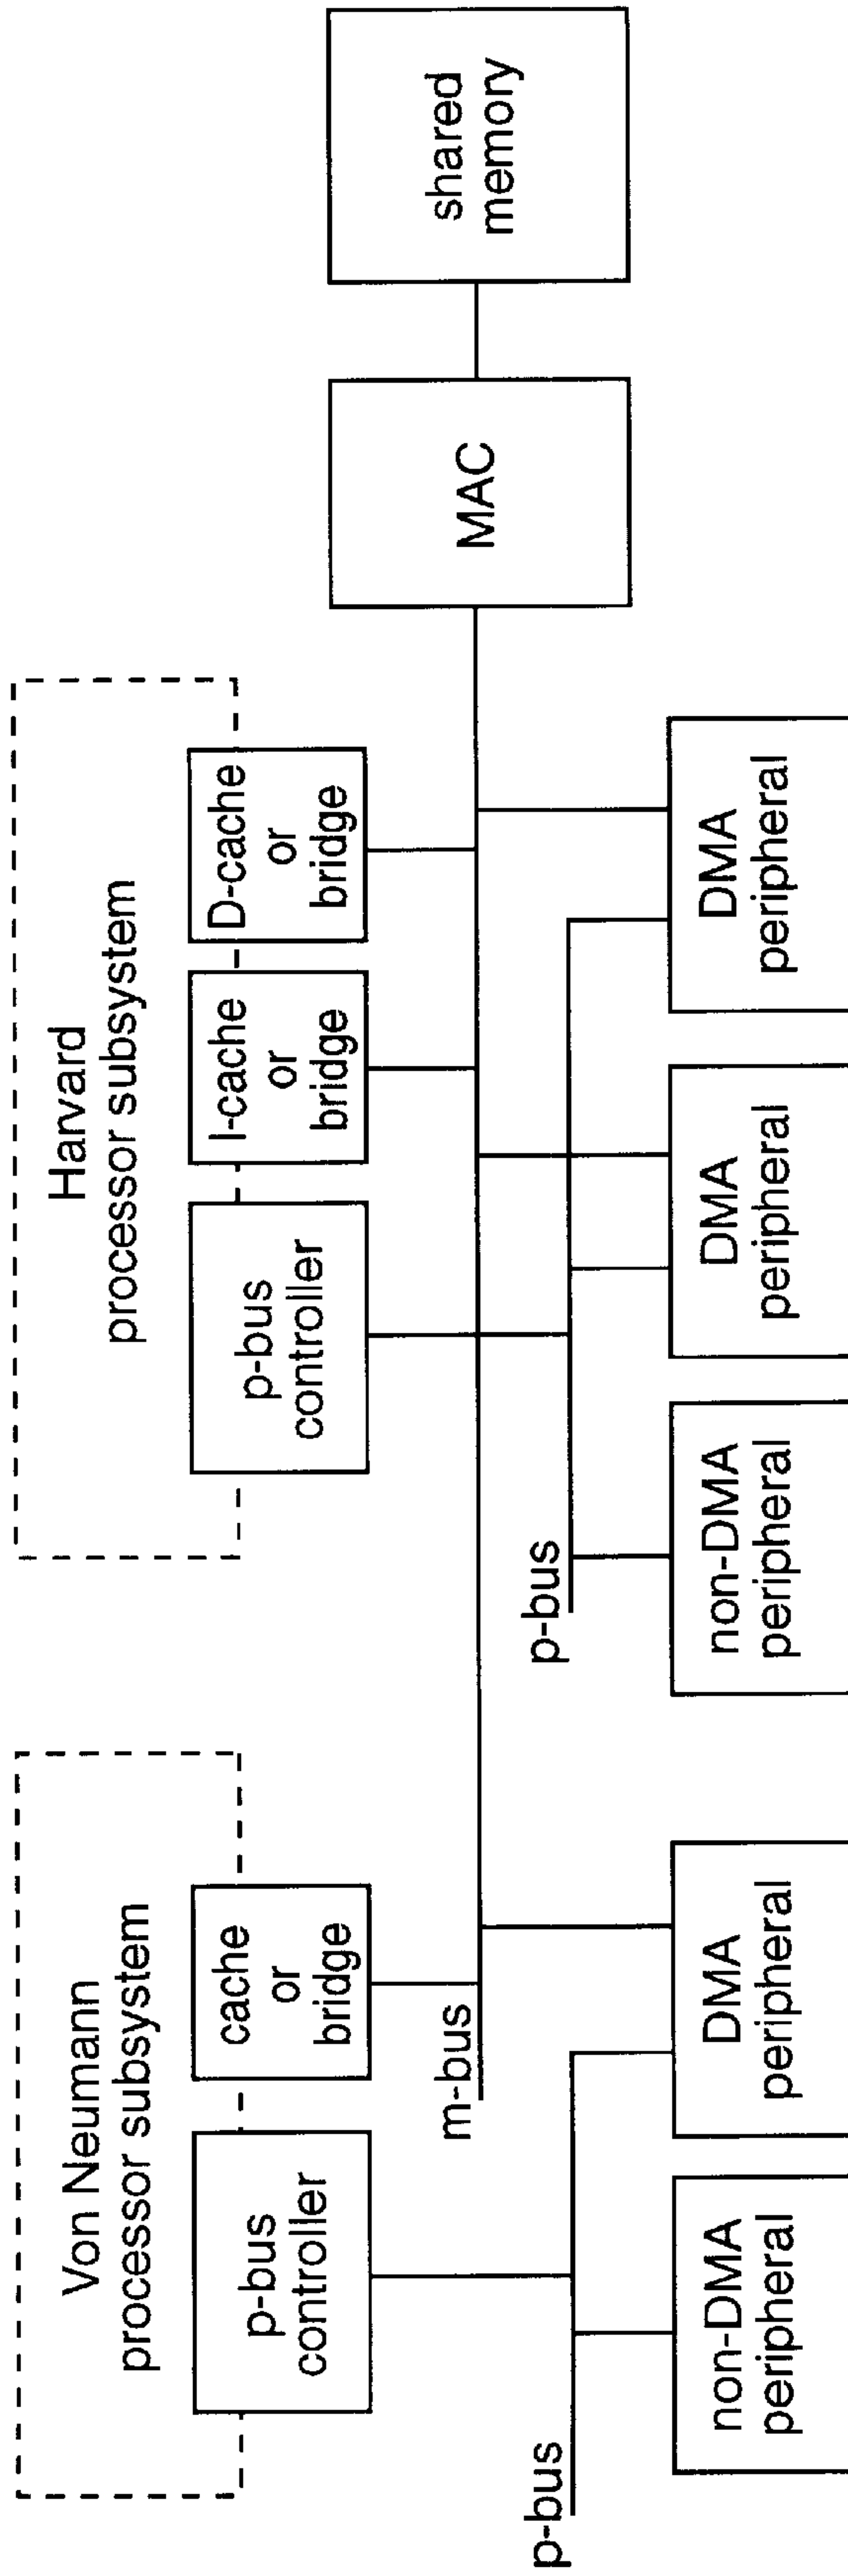 Von Neumann
processor subsystem
p-bus
controller
cache
or
bridge
Harvard
processor subsystem
p-bus
controller
I-cache
or
bridge
D-cache
or
bridge
m-bus
MAC
shared
memory
p-bus
non-DMA
peripheral
DMA
peripheral
p-bus
non-DMA
peripheral
DMA
peripheral
DMA
peripheral